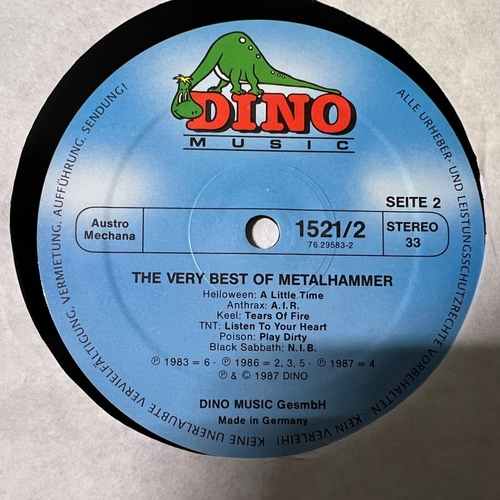 DINO
MUSIC
SEITE 2
Austro
Mechana
1521/2
76.29583-2
STEREO
33
THE VERY BEST OF METALHAMMER
Helloween: A Little Time
Anthrax: A.I.R.
Keel: Tears Of Fire
TNT: Listen To Your Heart
Poison: Play Dirty
Black Sabbath: N.I.B.
℗ 1983 = 6 - ℗ 1986 = 2, 3, 5 - ℗ 1987 = 4
℗ & © 1987 DINO
DINO MUSIC GesmbH
Made in Germany
ALLE URHEBER- UND LEISTUNGSSCHUTZRECHTE VORBEHALTEN. KEIN VERLEIH! KEINE UNERLAUBTE VERVIELFÄLTIGUNG, VERMIETUNG, AUFFÜHRUNG, SENDUNG!